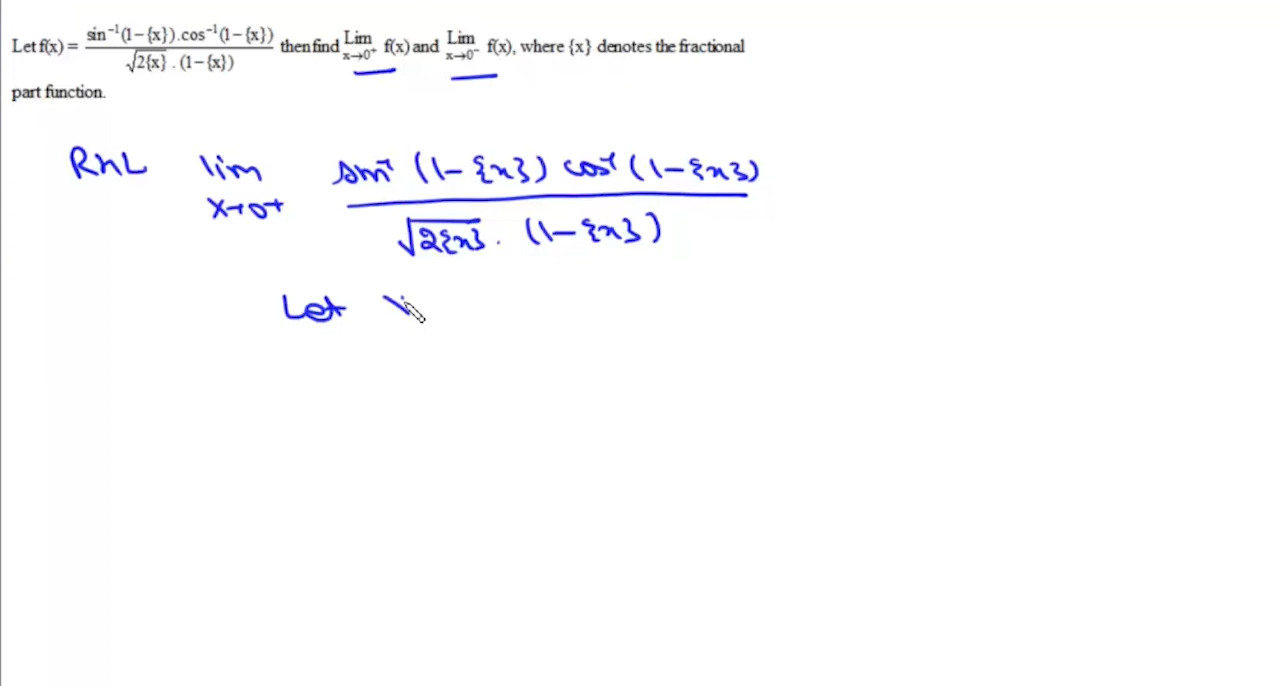 Let f(x) = sin⁻¹(1−{x}).cos⁻¹(1−{x}) / √2{x} . (1−{x}) then find Lim x→0⁺ f(x) and Lim x→0⁻ f(x), where {x} denotes the fractional
part function.
RHL lim x→0+ sin⁻¹ (1−{x}) cos⁻¹ (1−{x}) / √2{x} . (1−{x})
Let